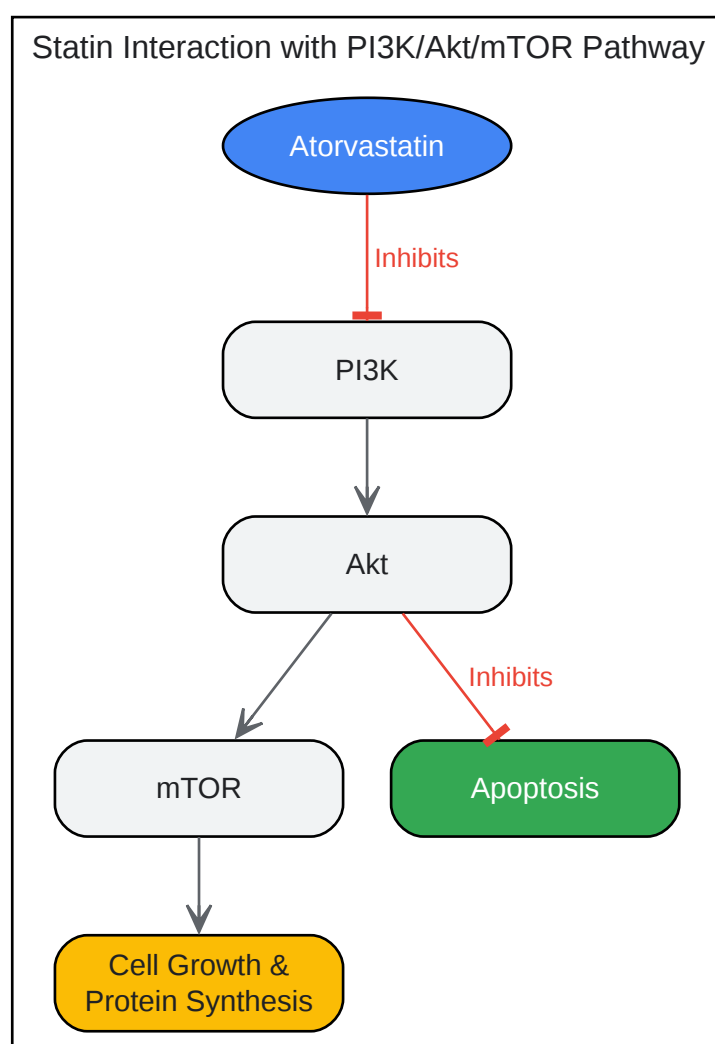 Statin Interaction with PI3K/Akt/mTOR Pathway
Atorvastatin
Inhibits
PI3K
Akt
Inhibits
mTOR
Apoptosis
Cell Growth &
Protein Synthesis